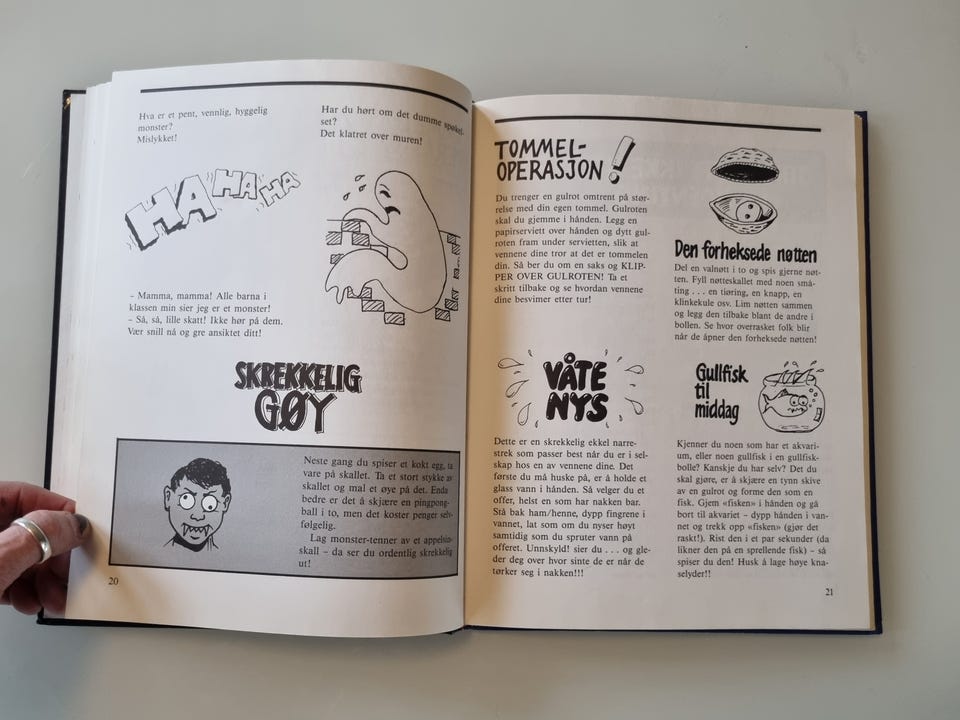 Hva er et pent, vennlig, hyggelig
monster?
Mislykket!
Har du hørt om det dumme spøkel-
set?
Det klatret over muren!
HA HA HA
– Mamma, mamma! Alle barna i
klassen min sier jeg er et monster!
– Så, så, lille skatt! Ikke hør på dem.
Vær snill nå og gre ansiktet ditt!
SKREKKELIG
GØY
Neste gang du spiser et kokt egg, ta
vare på skallet. Ta et stort stykke av
skallet og mal et øye på det. Enda
bedre er det å skjære en pingpong-
ball i to, men det koster penger selv-
følgelig.
Lag monster-tenner av et appelsin-
skall – da ser du ordentlig skrekkelig
ut!
20
TOMMEL-
OPERASJON!
Du trenger en gulrot omtrent på stør-
relse med din egen tommel. Gulroten
skal du gjemme i hånden. Legg en
papirserviett over hånden og dytt gul-
roten fram under servietten, slik at
vennene dine tror at det er tommelen
din. Så ber du om en saks og KLIP-
PER OVER GULROTEN! Ta et
skritt tilbake og se hvordan vennene
dine besvimer etter tur!
VÅTE
NYS
Dette er en skrekkelig ekkel narre-
strek som passer best når du er i sel-
skap hos en av vennene dine. Det
første du må huske på, er å holde et
glass vann i hånden. Så velger du et
offer, helst en som har nakken bar.
Stå bak ham/henne, dypp fingrene i
vannet, lat som om du nyser høyt
samtidig som du spruter vann på
offeret. Unnskyld! sier du . . . og gle-
der deg over hvor sinte de er når de
tørker seg i nakken!!!
Den forheksede nøtten
Del en valnøtt i to og spis gjerne nøt-
ten. Fyll nøtteskallet med noen små-
ting . . . en tiøring, en knapp, en
klinkekule osv. Lim nøtten sammen
og legg den tilbake blant de andre i
bollen. Se hvor overrasket folk blir
når de åpner den forheksede nøtten!
Gullfisk
til
middag
Kjenner du noen som har et akvari-
um, eller noen gullfisk i en gullfisk-
bolle? Kanskje du har selv? Det du
skal gjøre, er å skjære en tynn skive
av en gulrot og forme den som en
fisk. Gjem «fisken» i hånden og gå
bort til akvariet – dypp hånden i van-
net og trekk opp «fisken» (gjør det
raskt!). Rist den i et par sekunder (da
likner den på en sprellende fisk) – så
spiser du den! Husk å lage høye kna-
selyder!!
21